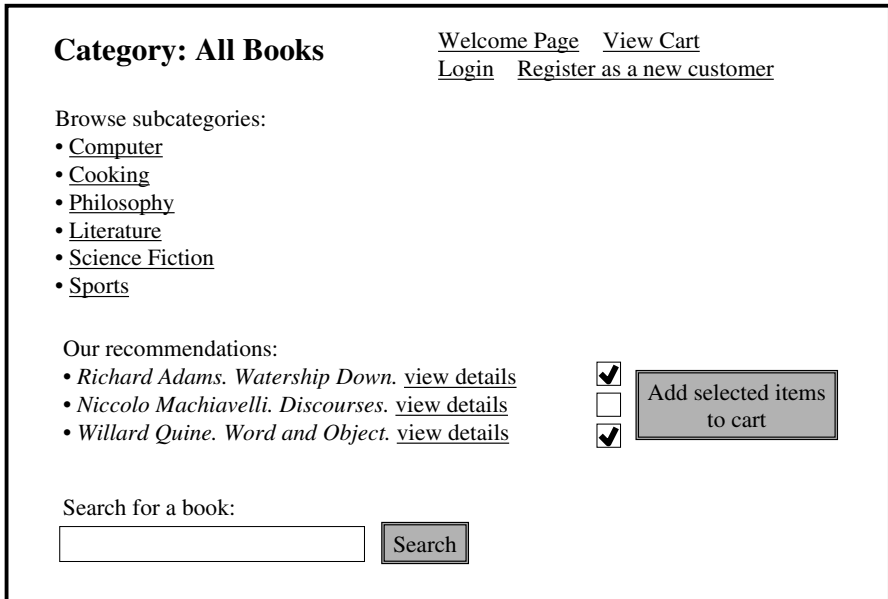 Category: All Books
Welcome Page View Cart
Login Register as a new customer
Browse subcategories:
• Computer
• Cooking
• Philosophy
• Literature
• Science Fiction
• Sports
Our recommendations:
• Richard Adams. Watership Down. view details
• Niccolo Machiavelli. Discourses. view details
• Willard Quine. Word and Object. view details
Add selected items
to cart
Search for a book:
Search